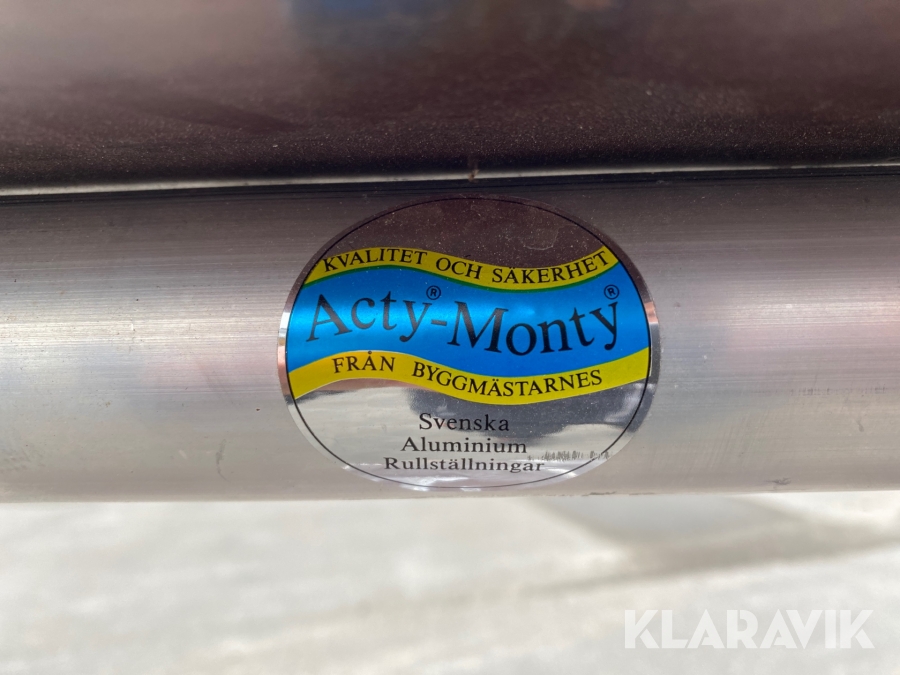 KVALITET OCH SÄKERHET
Acty®-Monty®
FRÅN BYGGMÄSTARNES
Svenska
Aluminium
Rullställningar
KLARAVIK